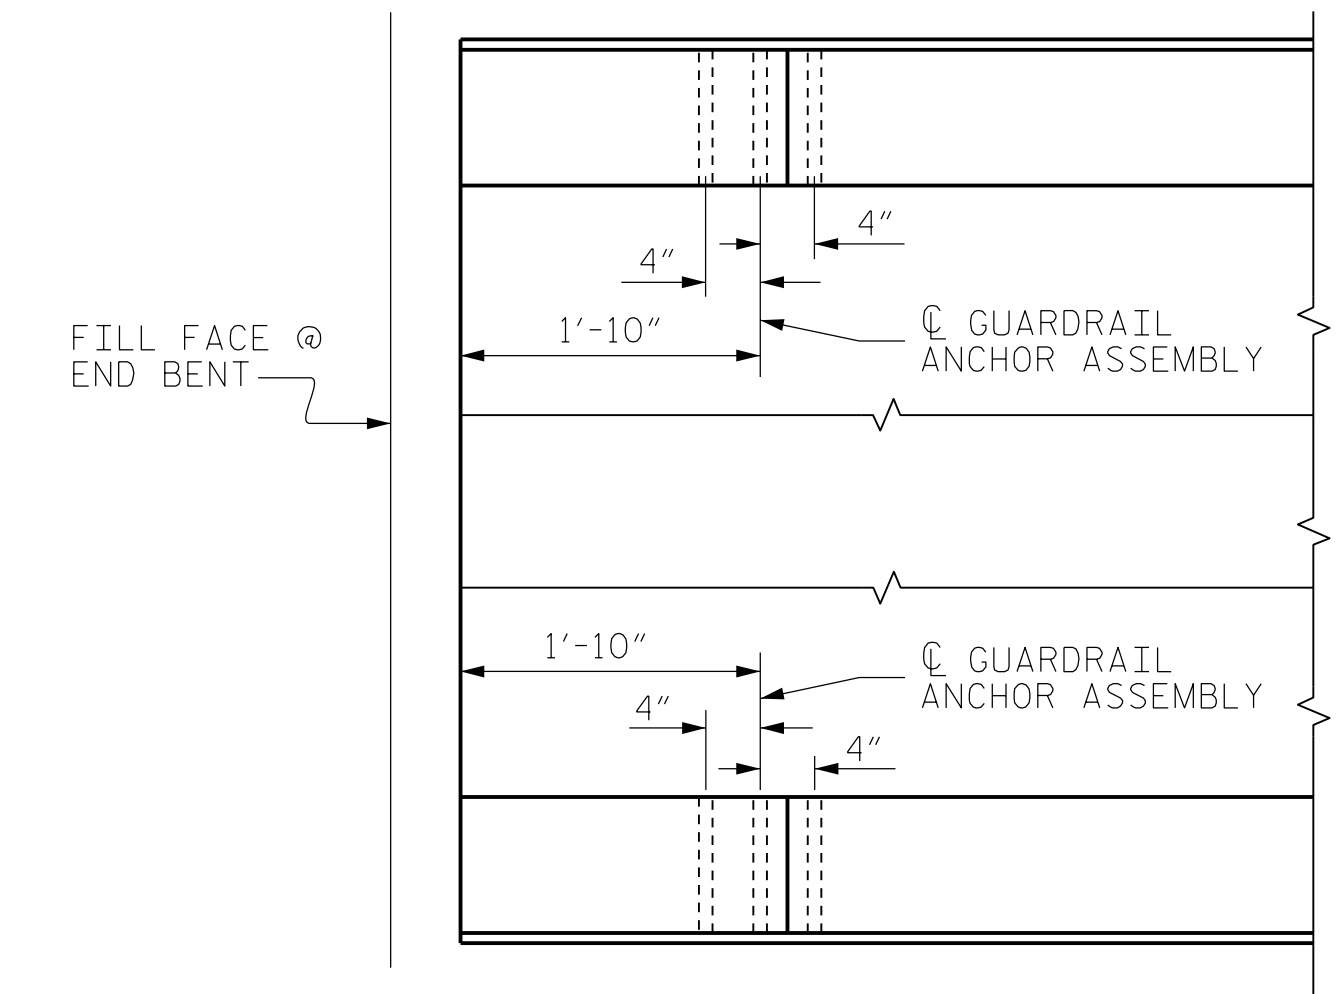 4"
4"
1'-10"
℄ GUARDRAIL
ANCHOR ASSEMBLY
FILL FACE @
END BENT
1'-10"
℄ GUARDRAIL
ANCHOR ASSEMBLY
4"
4"